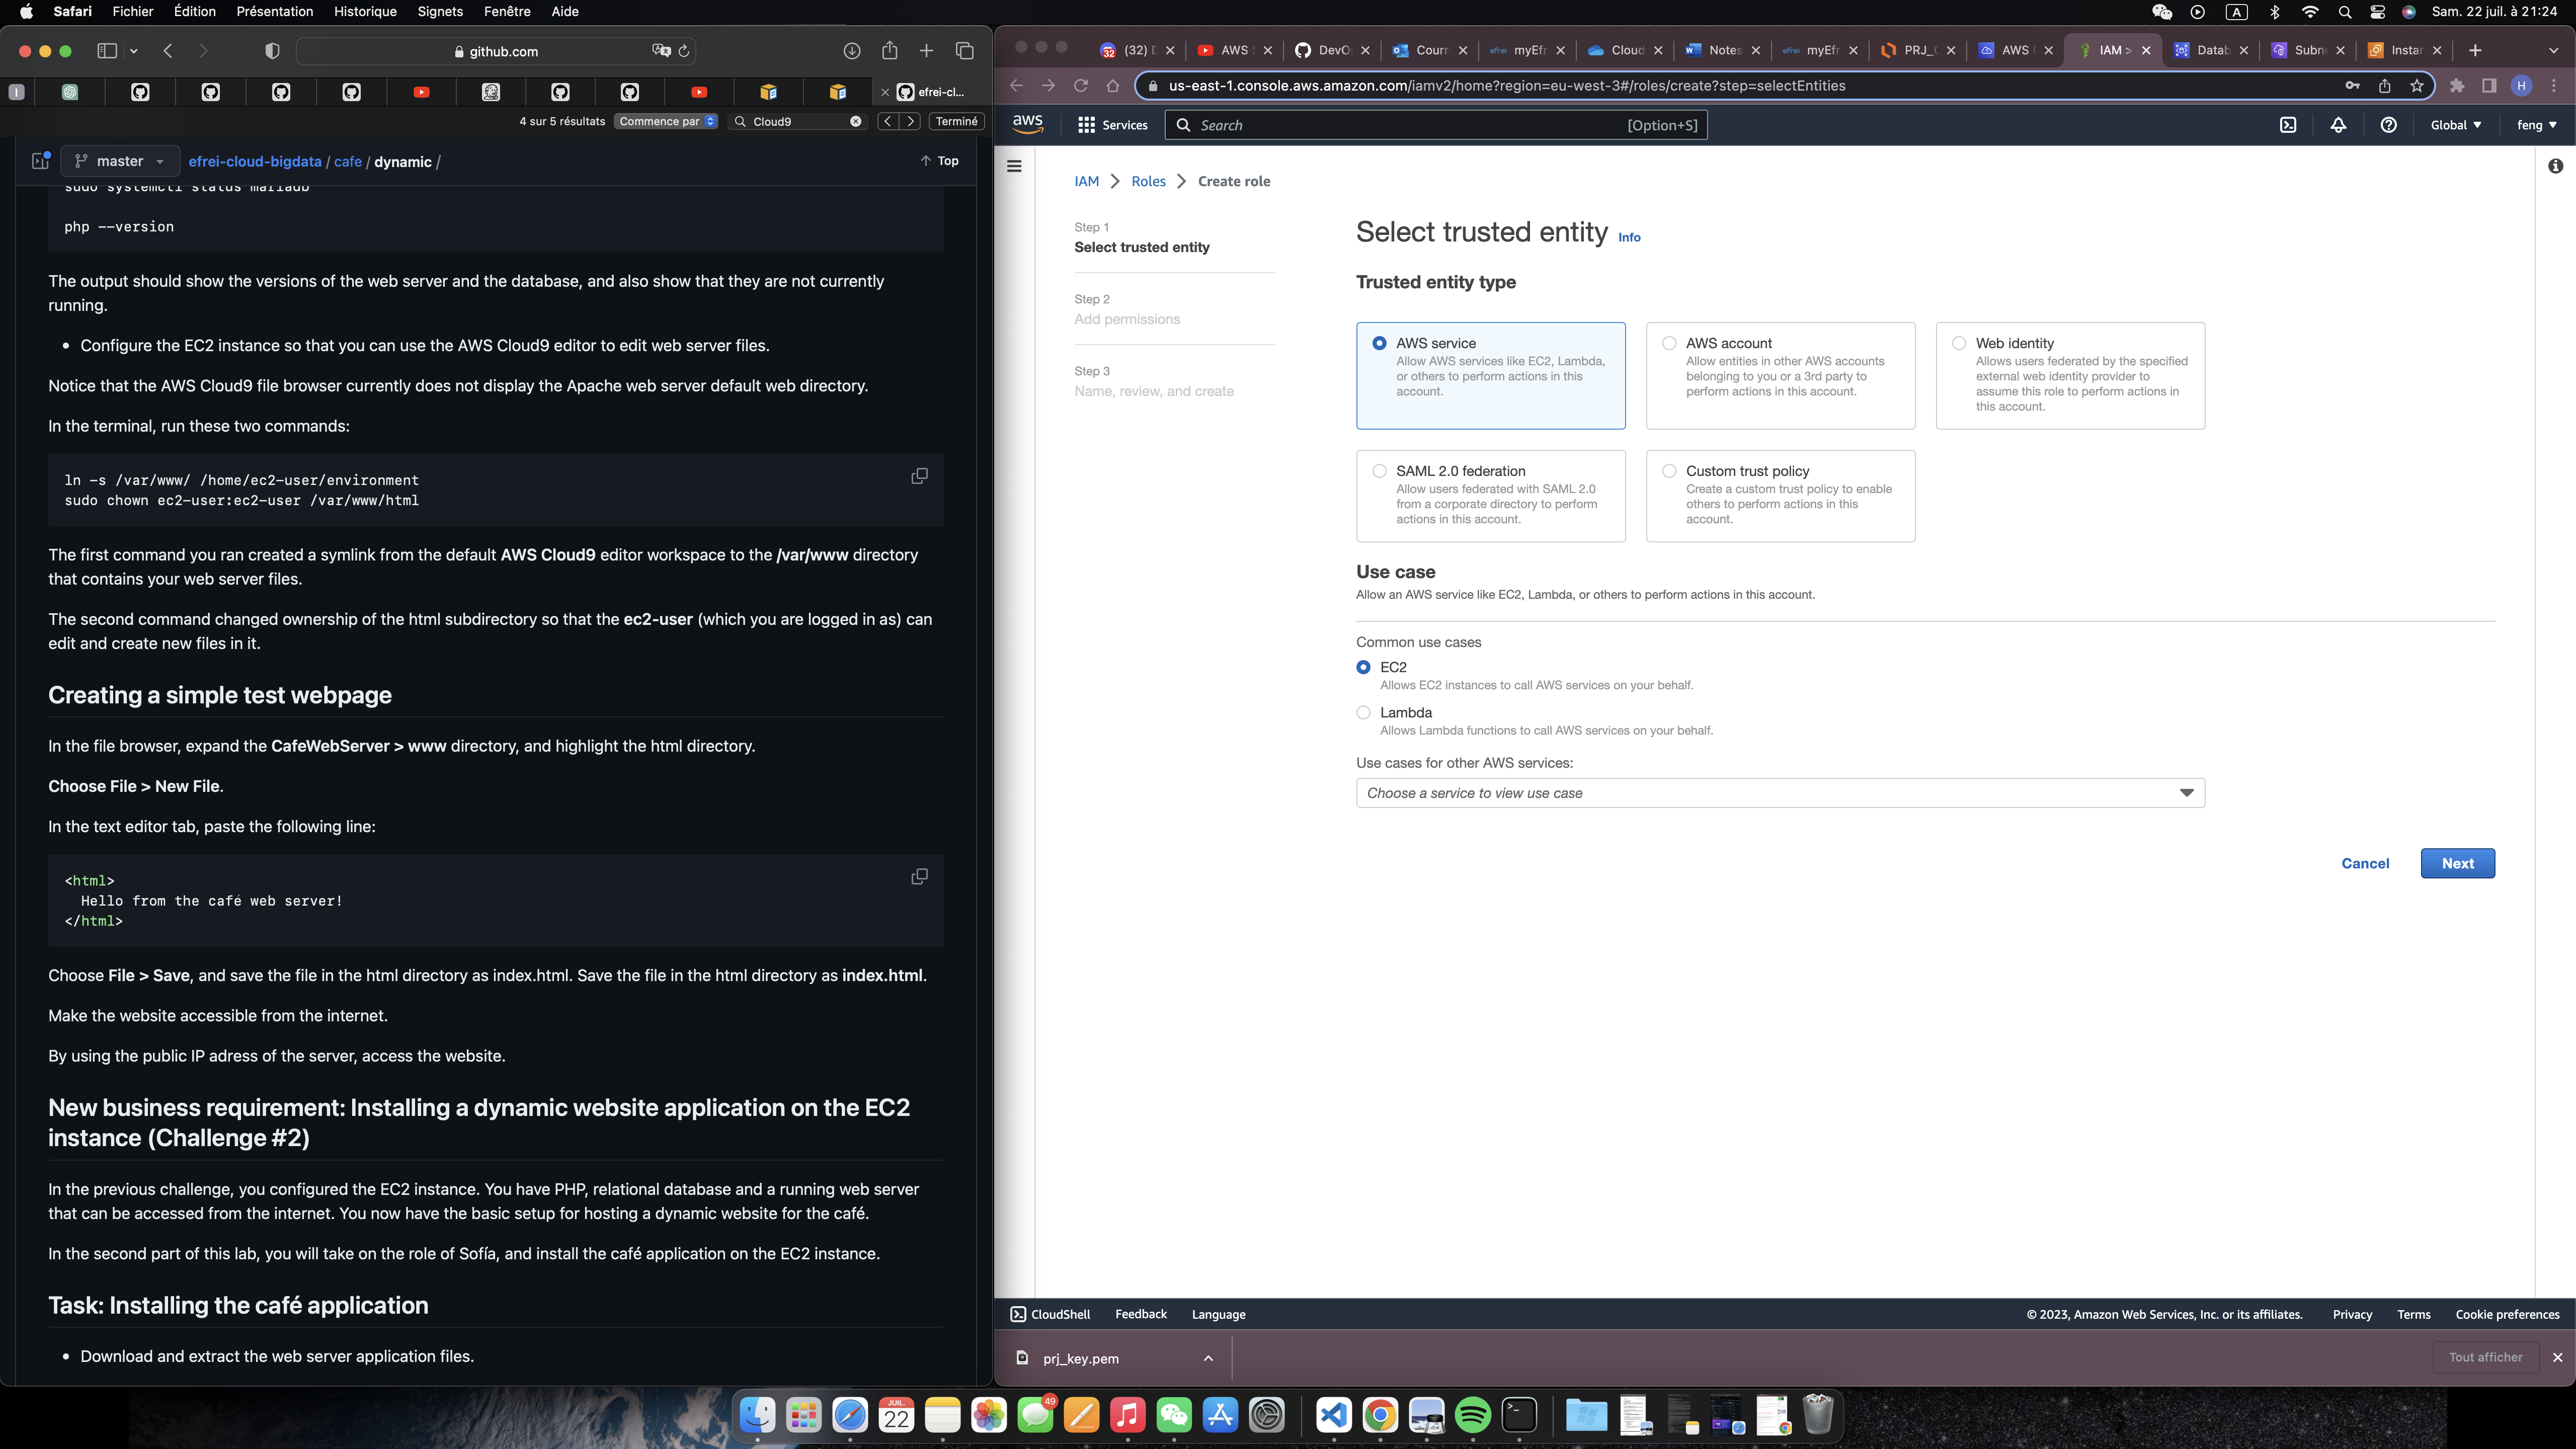 Safari Fichier Édition Présentation Historique Signets Fenêtre Aide
A
Sam. 22 juil. à 21:24
github.com
efrei-cl...
4 sur 5 résultats Commence par Cloud9 Terminé
master efrei-cloud-bigdata / cafe / dynamic / Top
sudo systemctl status mariadb
php --version
The output should show the versions of the web server and the database, and also show that they are not currently
running.
• Configure the EC2 instance so that you can use the AWS Cloud9 editor to edit web server files.
Notice that the AWS Cloud9 file browser currently does not display the Apache web server default web directory.
In the terminal, run these two commands:
ln -s /var/www/ /home/ec2-user/environment
sudo chown ec2-user:ec2-user /var/www/html
The first command you ran created a symlink from the default AWS Cloud9 editor workspace to the /var/www directory
that contains your web server files.
The second command changed ownership of the html subdirectory so that the ec2-user (which you are logged in as) can
edit and create new files in it.
Creating a simple test webpage
In the file browser, expand the CafeWebServer > www directory, and highlight the html directory.
Choose File > New File.
In the text editor tab, paste the following line:
<html>
Hello from the café web server!
</html>
Choose File > Save, and save the file in the html directory as index.html. Save the file in the html directory as index.html.
Make the website accessible from the internet.
By using the public IP adress of the server, access the website.
New business requirement: Installing a dynamic website application on the EC2
instance (Challenge #2)
In the previous challenge, you configured the EC2 instance. You have PHP, relational database and a running web server
that can be accessed from the internet. You now have the basic setup for hosting a dynamic website for the café.
In the second part of this lab, you will take on the role of Sofía, and install the café application on the EC2 instance.
Task: Installing the café application
• Download and extract the web server application files.
32 (32) D AWS S DevO Courr efrei myEfr Cloud Notes efrei myEfr PRJ_C AWS C IAM > Datab Subn Instar
us-east-1.console.aws.amazon.com/iamv2/home?region=eu-west-3#/roles/create?step=selectEntities
H
aws Services Search [Option+S] Global feng
IAM > Roles > Create role
Step 1
Select trusted entity
Step 2
Add permissions
Step 3
Name, review, and create
Select trusted entity Info
Trusted entity type
AWS service
Allow AWS services like EC2, Lambda,
or others to perform actions in this
account.
AWS account
Allow entities in other AWS accounts
belonging to you or a 3rd party to
perform actions in this account.
Web identity
Allows users federated by the specified
external web identity provider to
assume this role to perform actions in
this account.
SAML 2.0 federation
Allow users federated with SAML 2.0
from a corporate directory to perform
actions in this account.
Custom trust policy
Create a custom trust policy to enable
others to perform actions in this
account.
Use case
Allow an AWS service like EC2, Lambda, or others to perform actions in this account.
Common use cases
EC2
Allows EC2 instances to call AWS services on your behalf.
Lambda
Allows Lambda functions to call AWS services on your behalf.
Use cases for other AWS services:
Choose a service to view use case
Cancel Next
CloudShell Feedback Language © 2023, Amazon Web Services, Inc. or its affiliates. Privacy Terms Cookie preferences
prj_key.pem Tout afficher
JUIL.
22
49